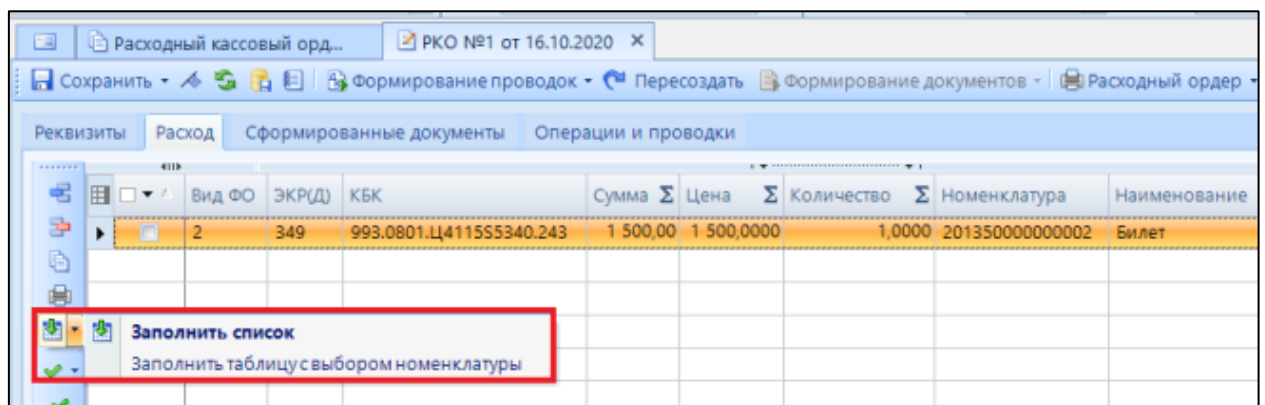 Расходный кассовый орд... РКО №1 от 16.10.2020
Сохранить Формирование проводок Пересоздать Формирование документов Расходный ордер
Реквизиты Расход Сформированные документы Операции и проводки
Вид ФО ЭКР(Д) КБК Сумма Σ Цена Σ Количество Σ Номенклатура Наименование
2 349 993.0801.Ц4115S5340.243 1 500,00 1 500,0000 1,0000 201350000000002 Билет
Заполнить список
Заполнить таблицу с выбором номенклатуры